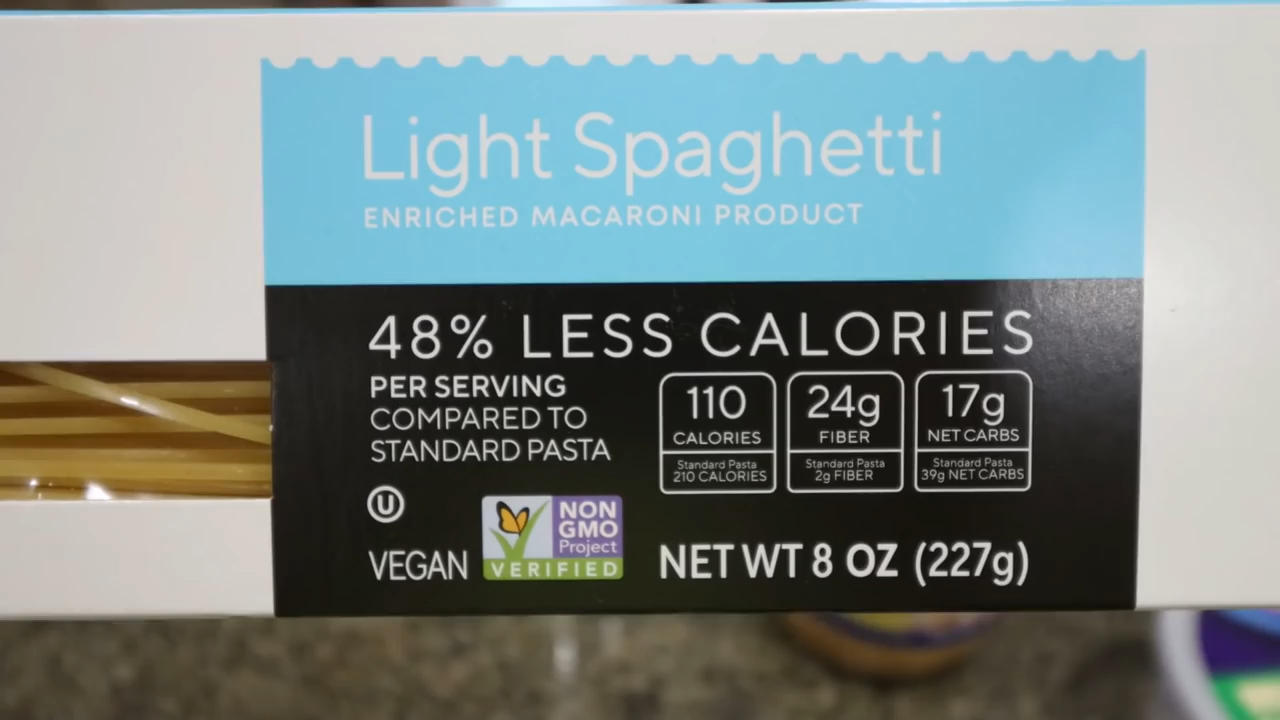 Light Spaghetti
ENRICHED MACARONI PRODUCT
48% LESS CALORIES
PER SERVING
COMPARED TO
STANDARD PASTA
110
CALORIES
Standard Pasta
210 CALORIES
24g
FIBER
Standard Pasta
2g FIBER
17g
NET CARBS
Standard Pasta
39g NET CARBS
U
VEGAN
NON
GMO
Project
VERIFIED
NET WT 8 OZ (227g)